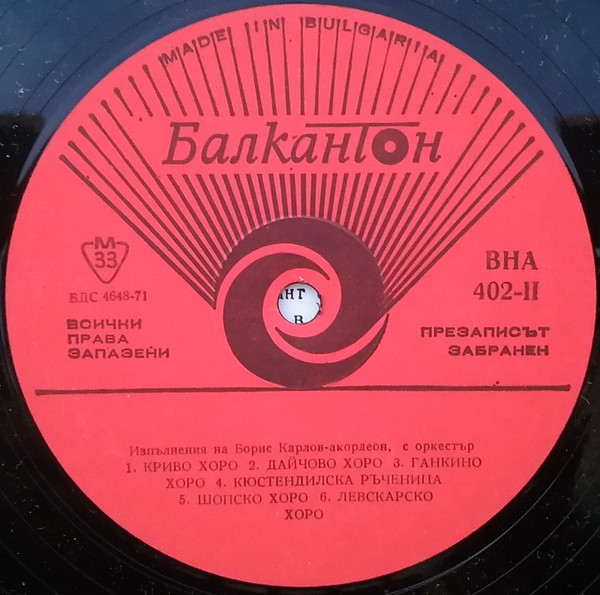 MADE IN BULGARIA
Балкантон
М
33
БДС 4648-71
ВНА
402-II
ВСИЧКИ
ПРАВА
ЗАПАЗЕНИ
ПРЕЗАПИСЪТ
ЗАБРАНЕН
АНТ
В
Изпълнения на Борис Карлов-акордеон, с оркестър
1. КРИВО ХОРО 2. ДАЙЧОВО ХОРО 3. ГАНКИНО
ХОРО 4. КЮСТЕНДИЛСКА РЪЧЕНИЦА
5. ШОПСКО ХОРО 6. ЛЕВСКАРСКО
ХОРО